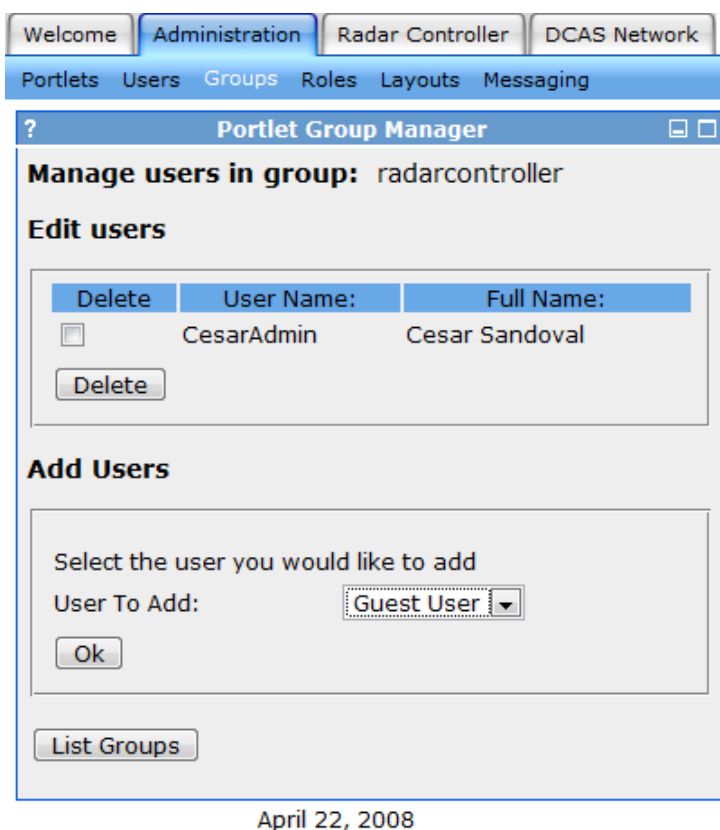 Welcome Administration Radar Controller DCAS Network
Portlets Users Groups Roles Layouts Messaging
? Portlet Group Manager
Manage users in group: radarcontroller
Edit users
Delete User Name: Full Name:
CesarAdmin Cesar Sandoval
Delete
Add Users
Select the user you would like to add
User To Add: Guest User
Ok
List Groups
April 22, 2008